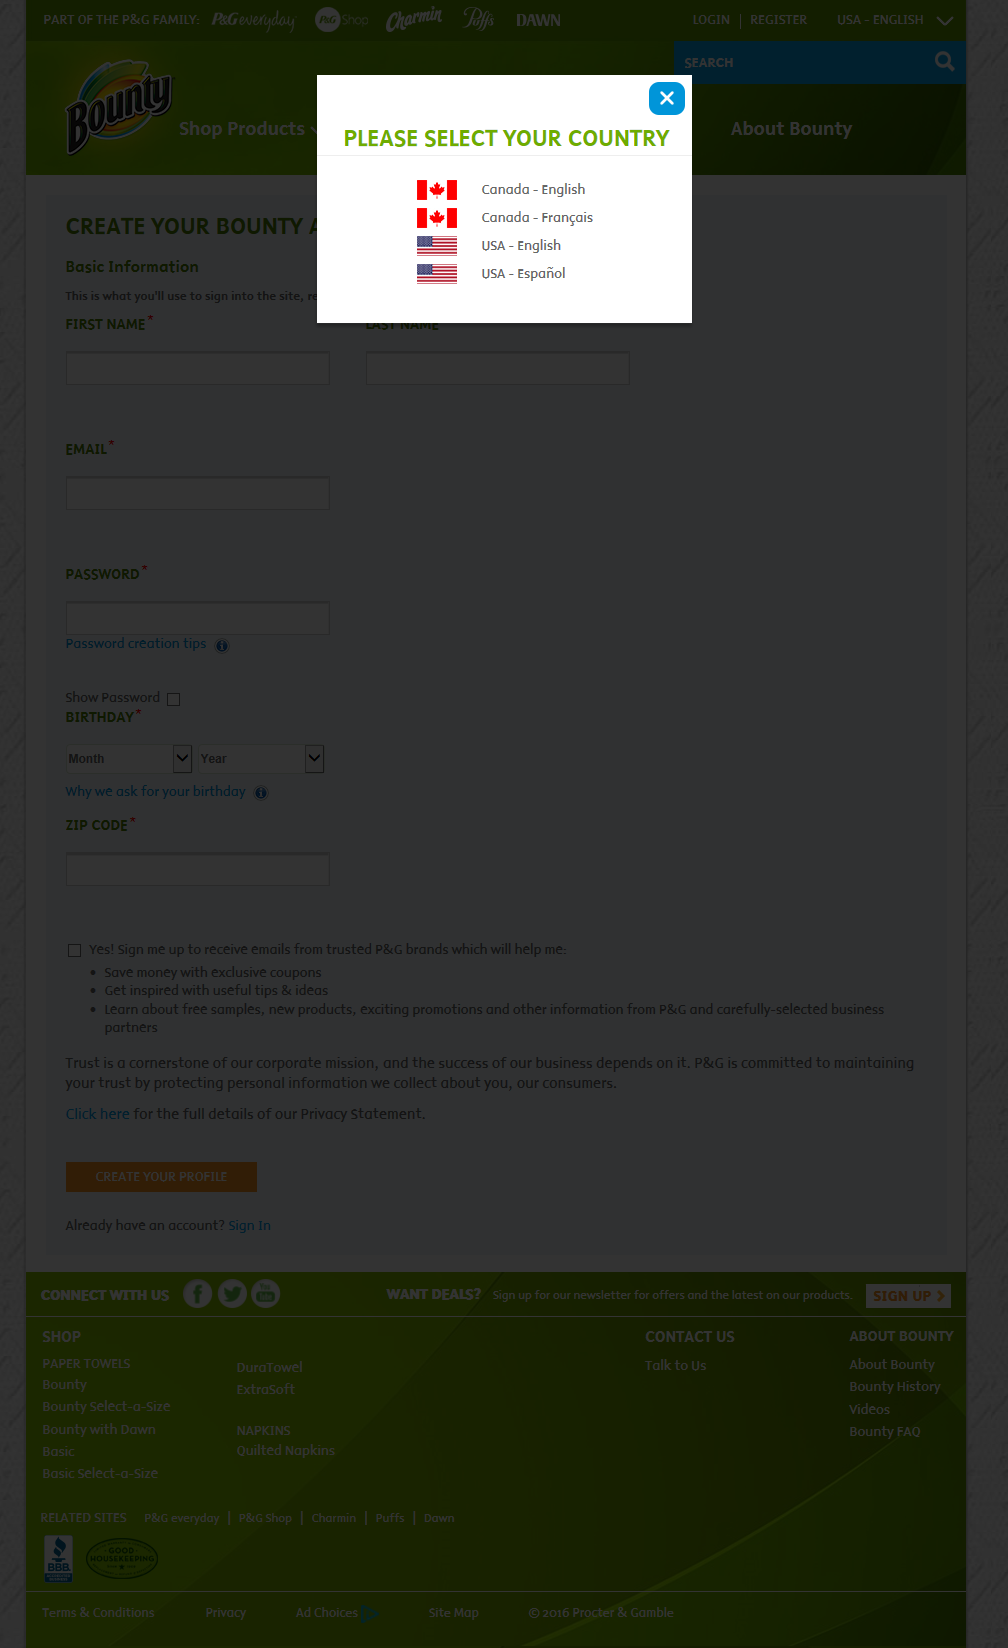 PART OF THE P&G FAMILY: P&G everyday P&G Shop Charmin Puffs DAWN LOGIN REGISTER USA - ENGLISH
SEARCH
Bounty
Shop Products About Bounty
PLEASE SELECT YOUR COUNTRY
Canada - English
Canada - Français
USA - English
USA - Español
CREATE YOUR BOUNTY
Basic Information
This is what you'll use to sign into the site,
FIRST NAME* LAST NAME
EMAIL*
PASSWORD*
Password creation tips
Show Password
BIRTHDAY*
Month Year
Why we ask for your birthday
ZIP CODE*
Yes! Sign me up to receive emails from trusted P&G brands which will help me:
• Save money with exclusive coupons
• Get inspired with useful tips & ideas
• Learn about free samples, new products, exciting promotions and other information from P&G and carefully-selected business
partners
Trust is a cornerstone of our corporate mission, and the success of our business depends on it. P&G is committed to maintaining
your trust by protecting personal information we collect about you, our consumers.
Click here for the full details of our Privacy Statement.
CREATE YOUR PROFILE
Already have an account? Sign In
CONNECT WITH US WANT DEALS? Sign up for our newsletter for offers and the latest on our products. SIGN UP
SHOP CONTACT US ABOUT BOUNTY
PAPER TOWELS
Bounty
Bounty Select-a-Size
Bounty with Dawn
Basic
Basic Select-a-Size
DuraTowel
ExtraSoft
NAPKINS
Quilted Napkins
Talk to Us
About Bounty
Bounty History
Videos
Bounty FAQ
RELATED SITES P&G everyday | P&G Shop | Charmin | Puffs | Dawn
BBB
GOOD
HOUSEKEEPING
Terms & Conditions Privacy Ad Choices Site Map © 2016 Procter & Gamble